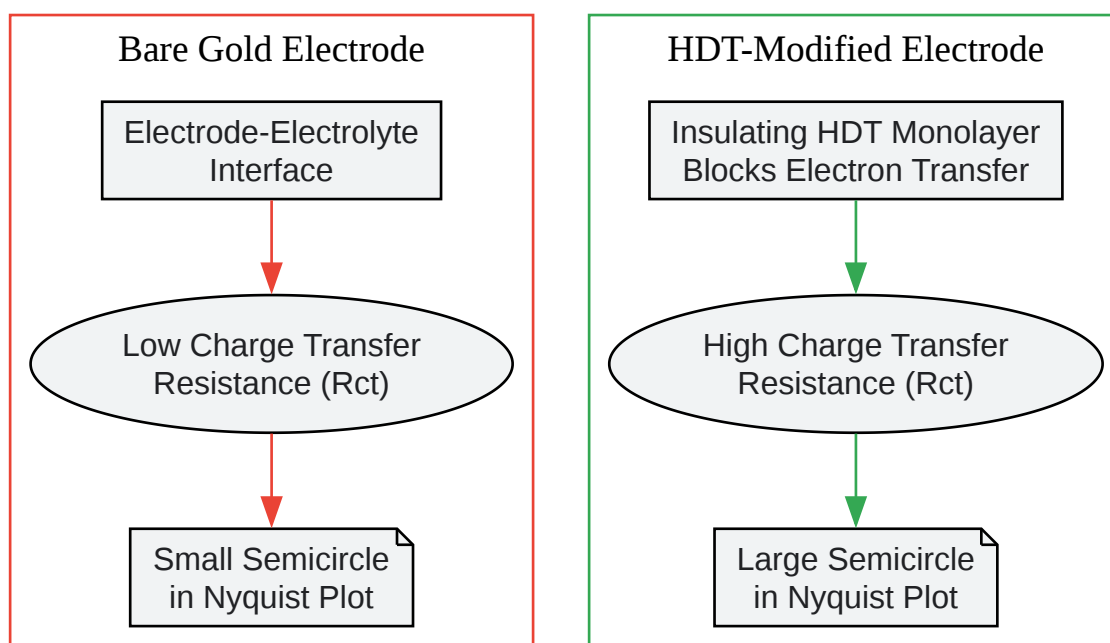 Bare Gold Electrode
Electrode-Electrolyte
Interface
Low Charge Transfer
Resistance (Rct)
Small Semicircle
in Nyquist Plot
HDT-Modified Electrode
Insulating HDT Monolayer
Blocks Electron Transfer
High Charge Transfer
Resistance (Rct)
Large Semicircle
in Nyquist Plot